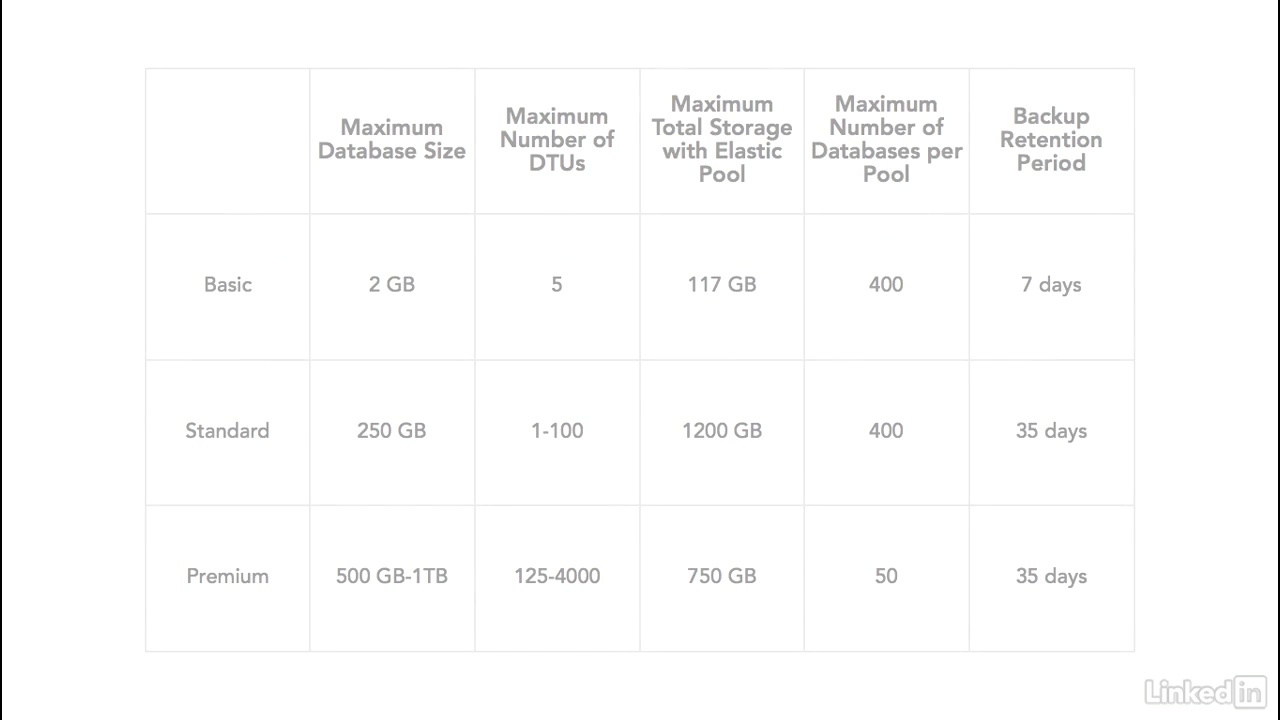 Maximum
Database Size
Maximum
Number of
DTUs
Maximum
Total Storage
with Elastic
Pool
Maximum
Number of
Databases per
Pool
Backup
Retention
Period
Basic
2 GB
5
117 GB
400
7 days
Standard
250 GB
1-100
1200 GB
400
35 days
Premium
500 GB-1TB
125-4000
750 GB
50
35 days
Linked in